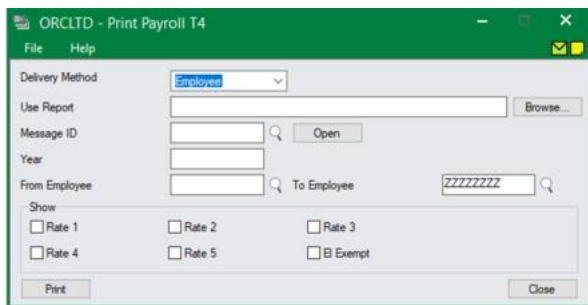 ORCLTD - Print Payroll T4
File Help
Delivery Method Employee
Use Report Browse...
Message ID Open
Year
From Employee To Employee ZZZZZZZZ
Show
Rate 1 Rate 2 Rate 3
Rate 4 Rate 5 EI Exempt
Print Close